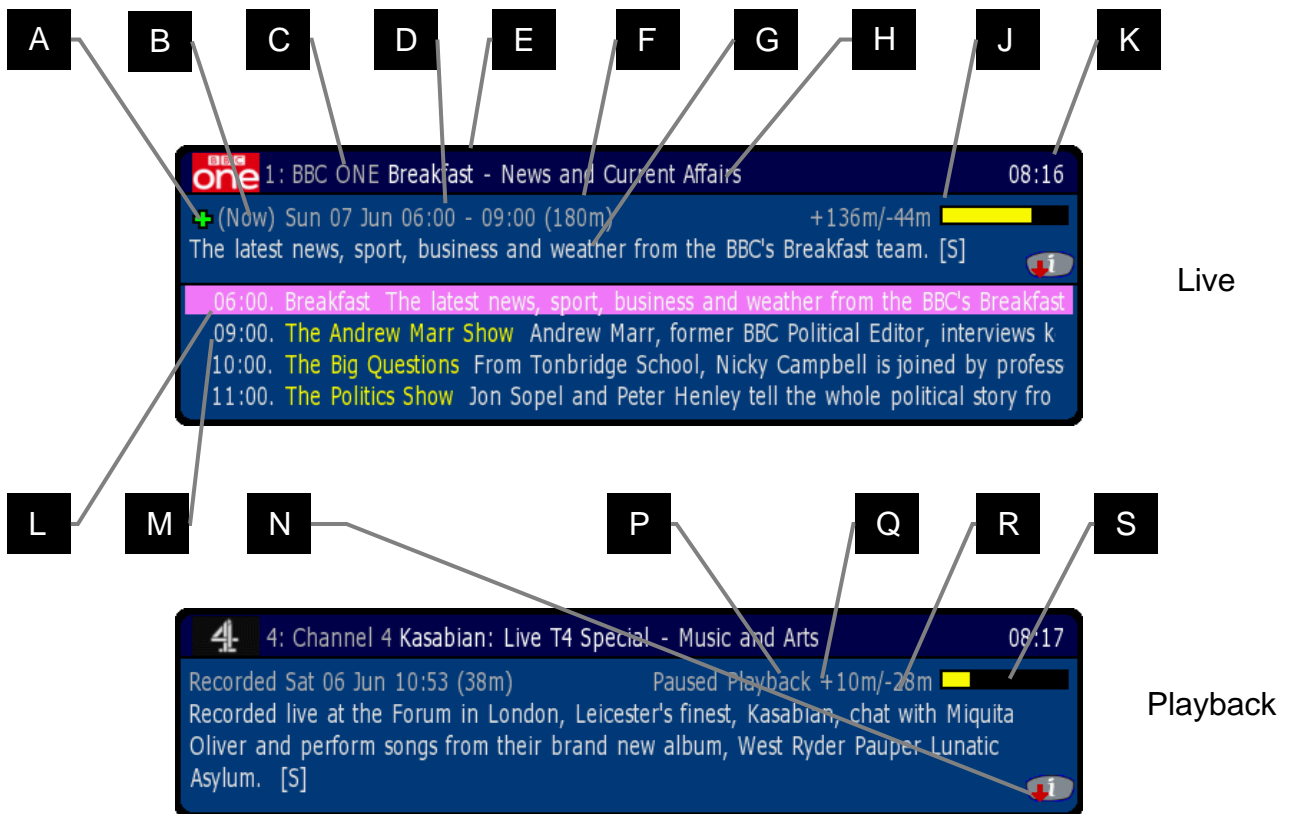 A B C D E F G H J K
BBC
one 1: BBC ONE Breakfast - News and Current Affairs 08:16
(Now) Sun 07 Jun 06:00 - 09:00 (180m) +136m/-44m
The latest news, sport, business and weather from the BBC's Breakfast team. [S]
i
Live
06:00. Breakfast The latest news, sport, business and weather from the BBC's Breakfast
09:00. The Andrew Marr Show Andrew Marr, former BBC Political Editor, interviews k
10:00. The Big Questions From Tonbridge School, Nicky Campbell is joined by profess
11:00. The Politics Show Jon Sopel and Peter Henley tell the whole political story fro
L M N P Q R S
4 4: Channel 4 Kasabian: Live T4 Special - Music and Arts 08:17
Recorded Sat 06 Jun 10:53 (38m) Paused Playback +10m/-28m
Playback
Recorded live at the Forum in London, Leicester's finest, Kasabian, chat with Miquita
Oliver and perform songs from their brand new album, West Ryder Pauper Lunatic
Asylum. [S]
i